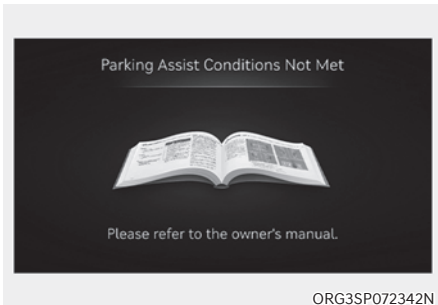 Parking Assist Conditions Not Met
Please refer to the owner's manual.
ORG3SP072342N